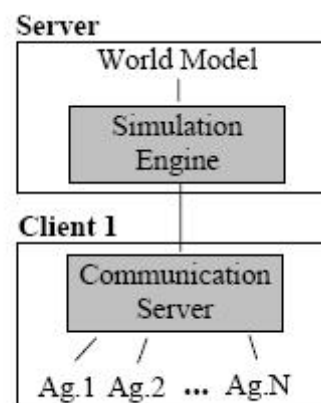 Server
World Model
Simulation
Engine
Client 1
Communication
Server
Ag.1 Ag.2 ... Ag.N